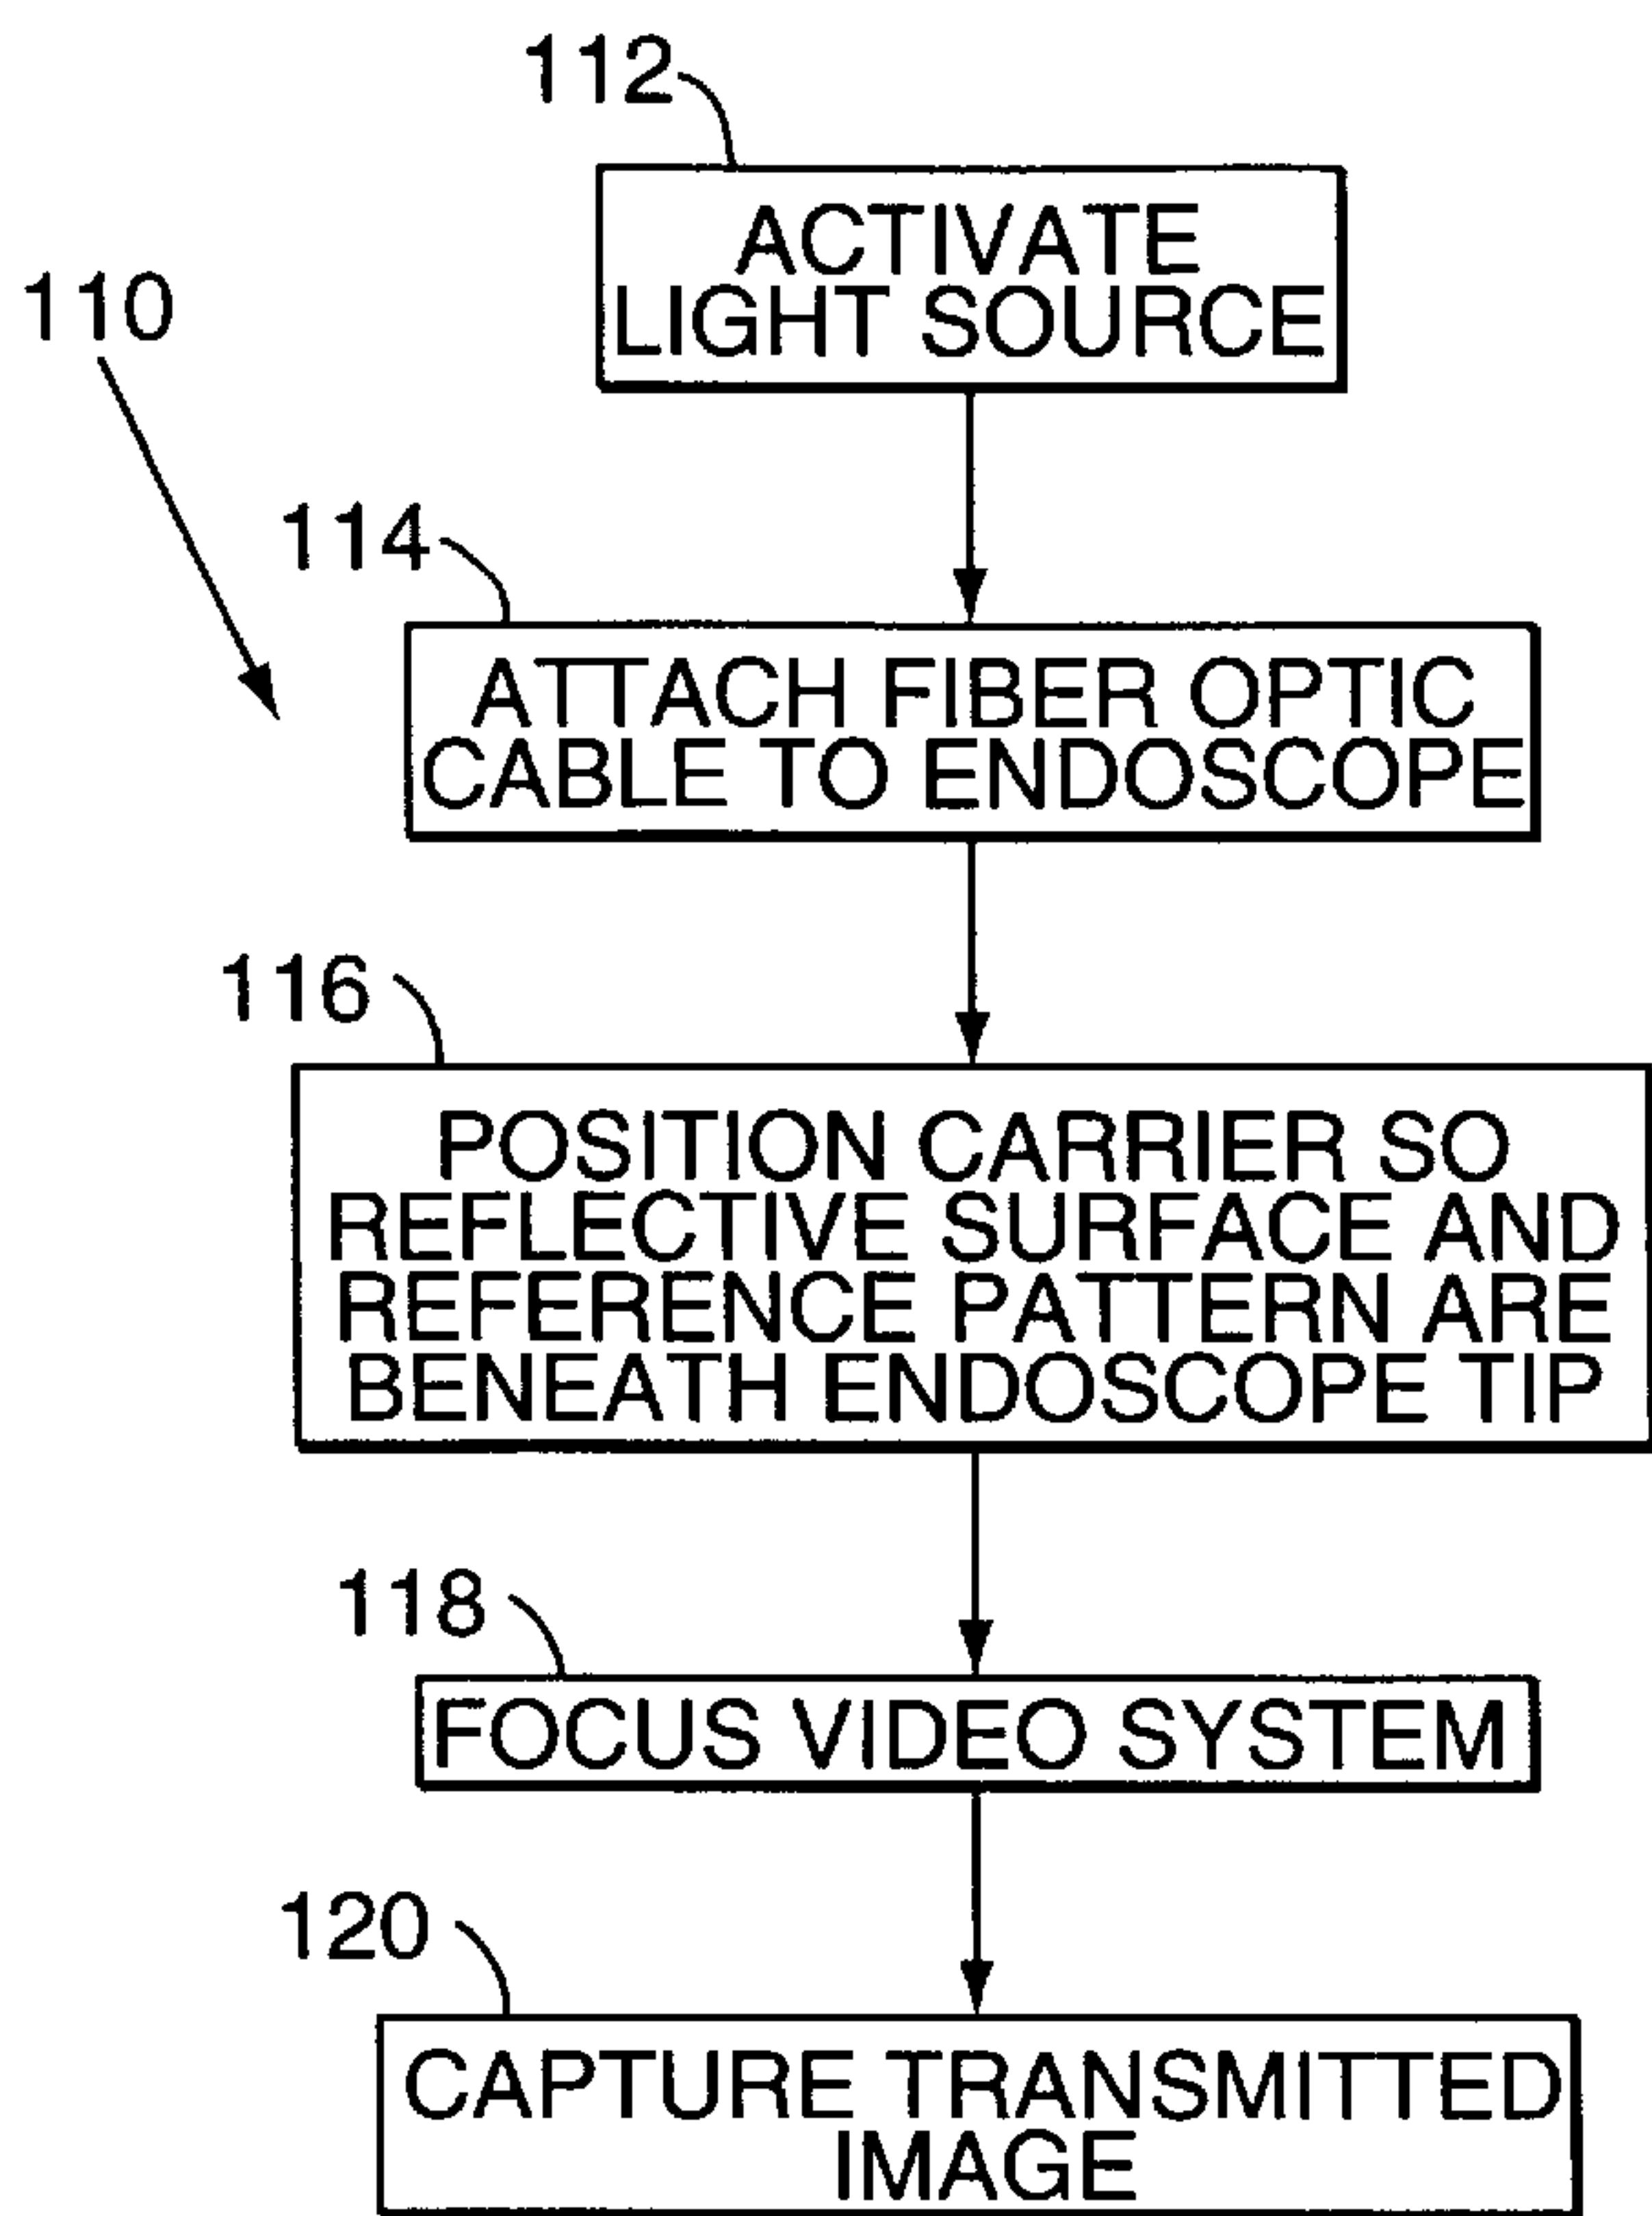 112
ACTIVATE
LIGHT SOURCE
110
114
ATTACH FIBER OPTIC
CABLE TO ENDOSCOPE
116
POSITION CARRIER SO
REFLECTIVE SURFACE AND
REFERENCE PATTERN ARE
BENEATH ENDOSCOPE TIP
118
FOCUS VIDEO SYSTEM
120
CAPTURE TRANSMITTED
IMAGE